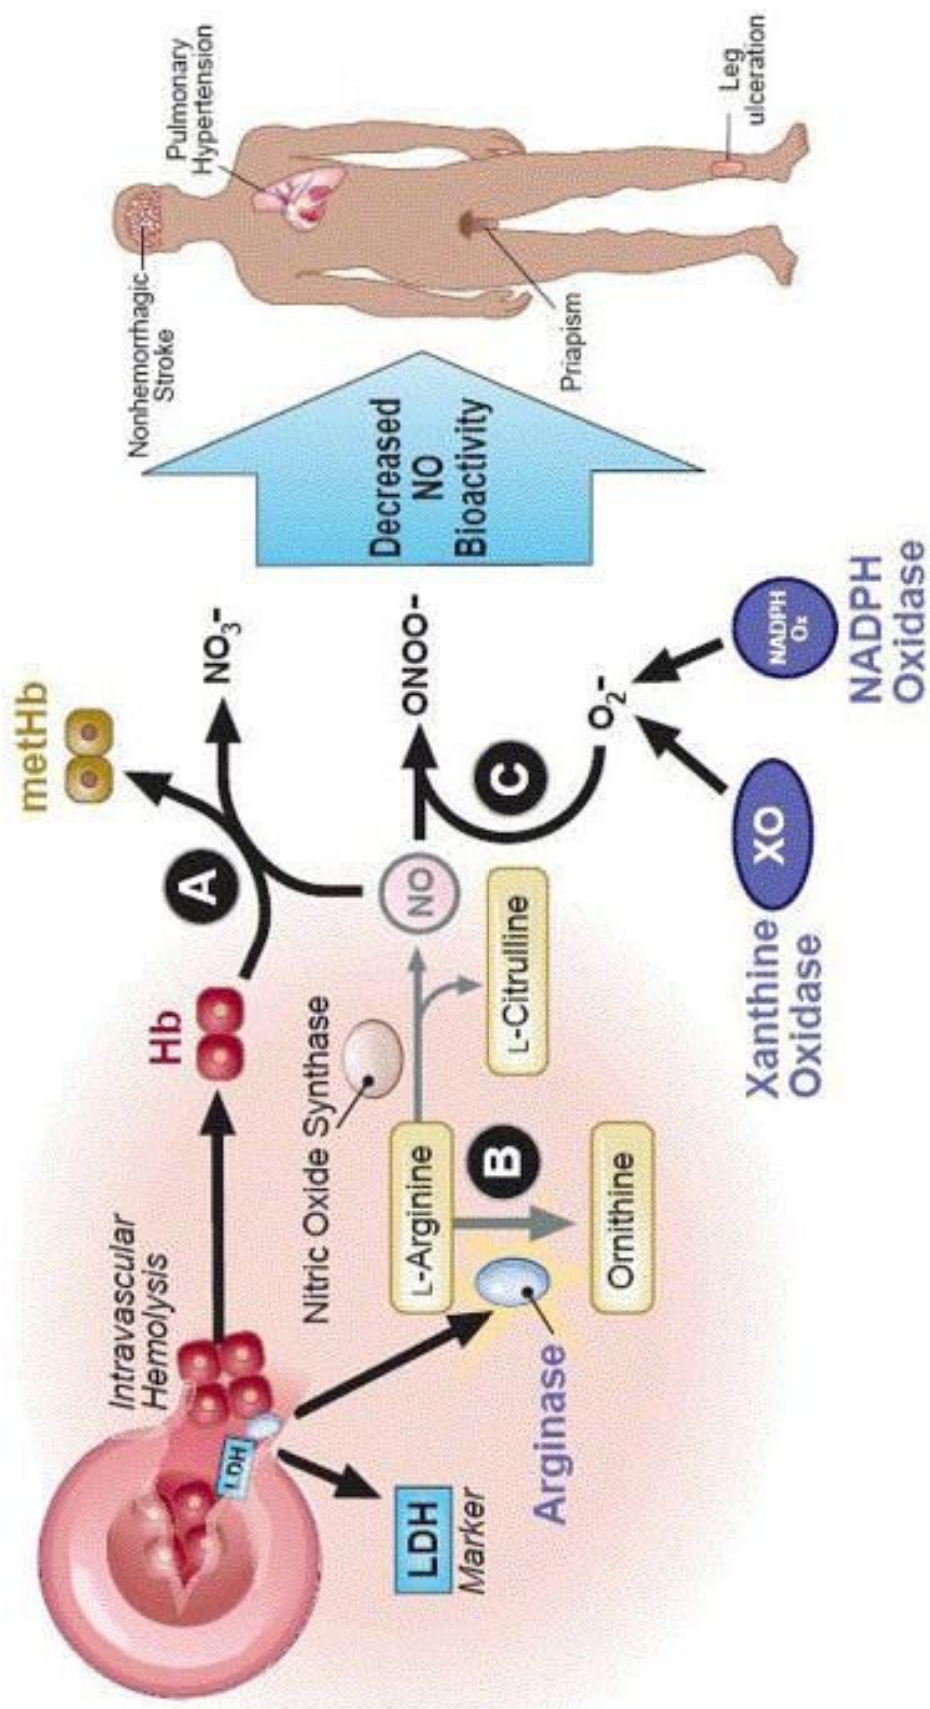 Intravascular
Hemolysis
LDH
LDH
Marker
Arginase
Hb
A
metHb
NO₃⁻
Nitric Oxide Synthase
L-Arginine
B
Ornithine
L-Citrulline
NO
ONOO⁻
C
O₂⁻
XO
Xanthine
Oxidase
NADPH
Ox
NADPH
Oxidase
Decreased
NO
Bioactivity
Nonhemorrhagic
Stroke
Pulmonary
Hypertension
Priapism
Leg
ulceration